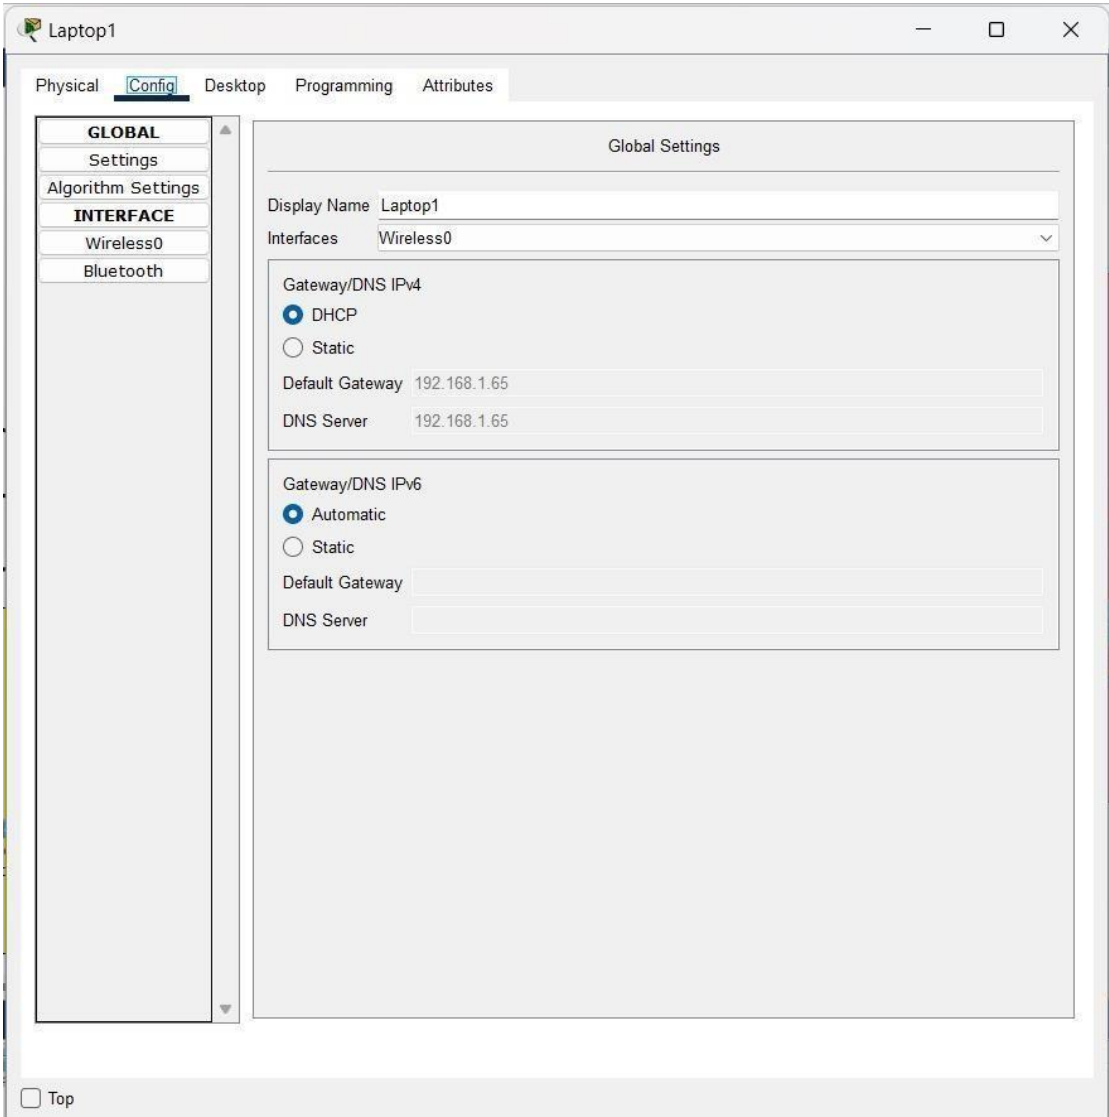 Laptop1
Physical Config Desktop Programming Attributes
GLOBAL
Settings
Algorithm Settings
INTERFACE
Wireless0
Bluetooth
Global Settings
Display Name Laptop1
Interfaces Wireless0
Gateway/DNS IPv4
DHCP
Static
Default Gateway 192.168.1.65
DNS Server 192.168.1.65
Gateway/DNS IPv6
Automatic
Static
Default Gateway
DNS Server
Top